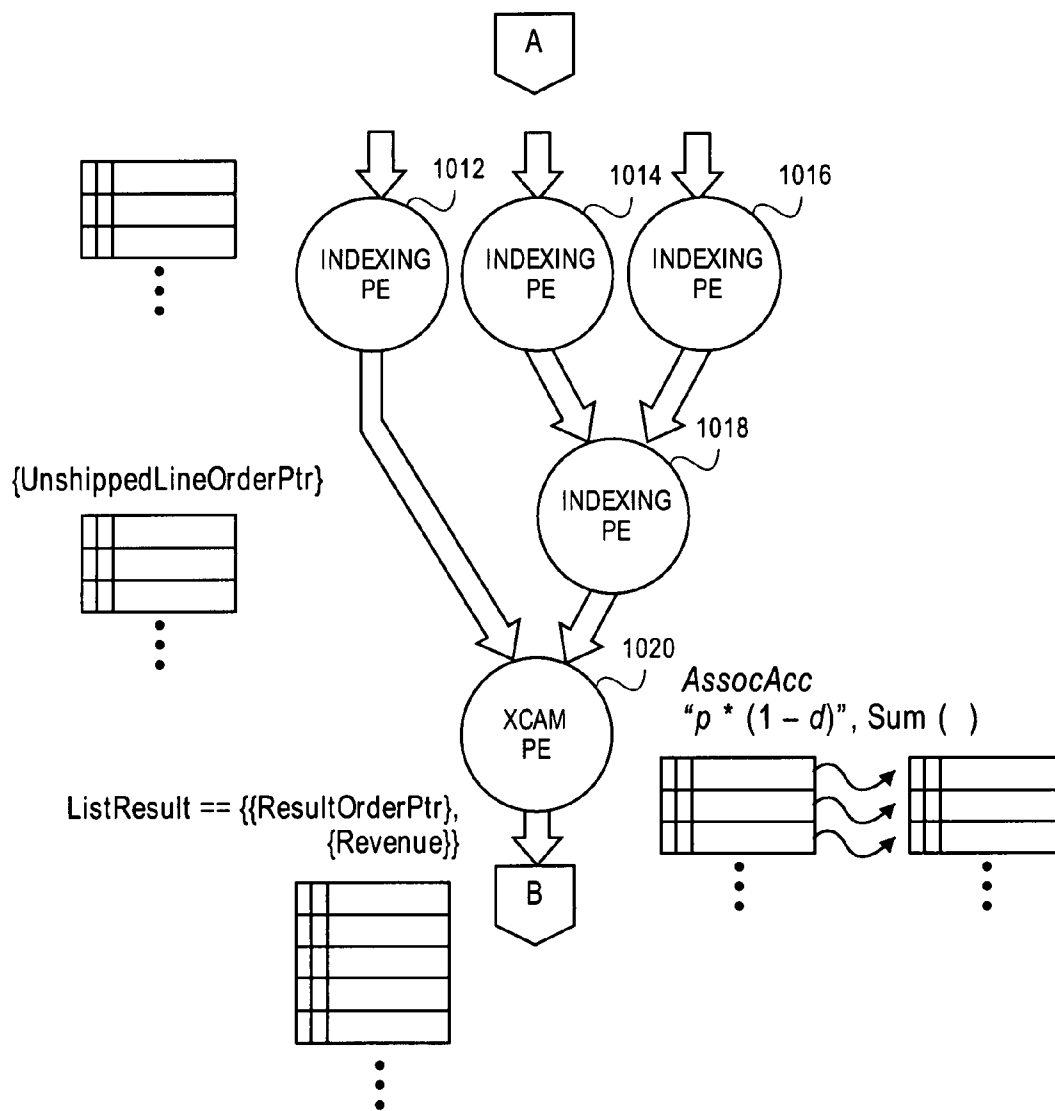 A
1012
1014
1016
INDEXING
PE
INDEXING
PE
INDEXING
PE
1018
{UnshippedLineOrderPtr}
INDEXING
PE
1020
AssocAcc
"p * (1 – d)", Sum ( )
XCAM
PE
ListResult == {{ResultOrderPtr},
{Revenue}}
B